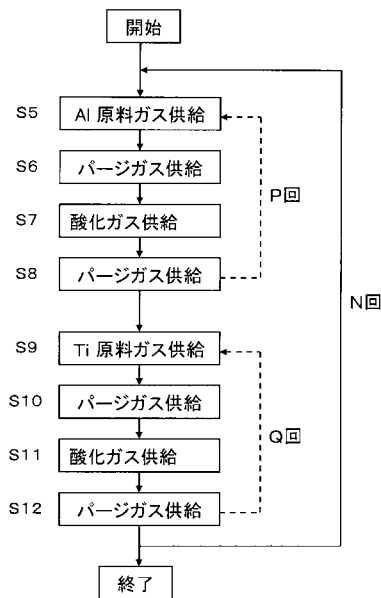 開始
S5 Al 原料ガス供給
S6 パージガス供給
P回
S7 酸化ガス供給
S8 パージガス供給
N回
S9 Ti 原料ガス供給
S10 パージガス供給
Q回
S11 酸化ガス供給
S12 パージガス供給
終了